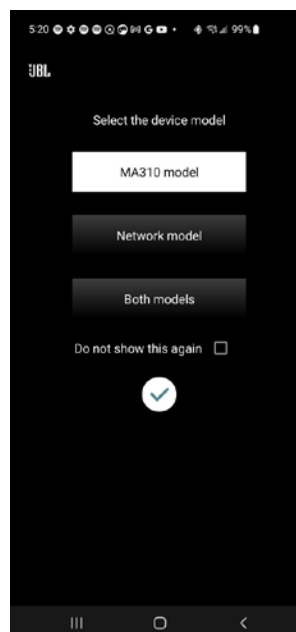 5:20 99%
JBL
Select the device model
MA310 model
Network model
Both models
Do not show this again